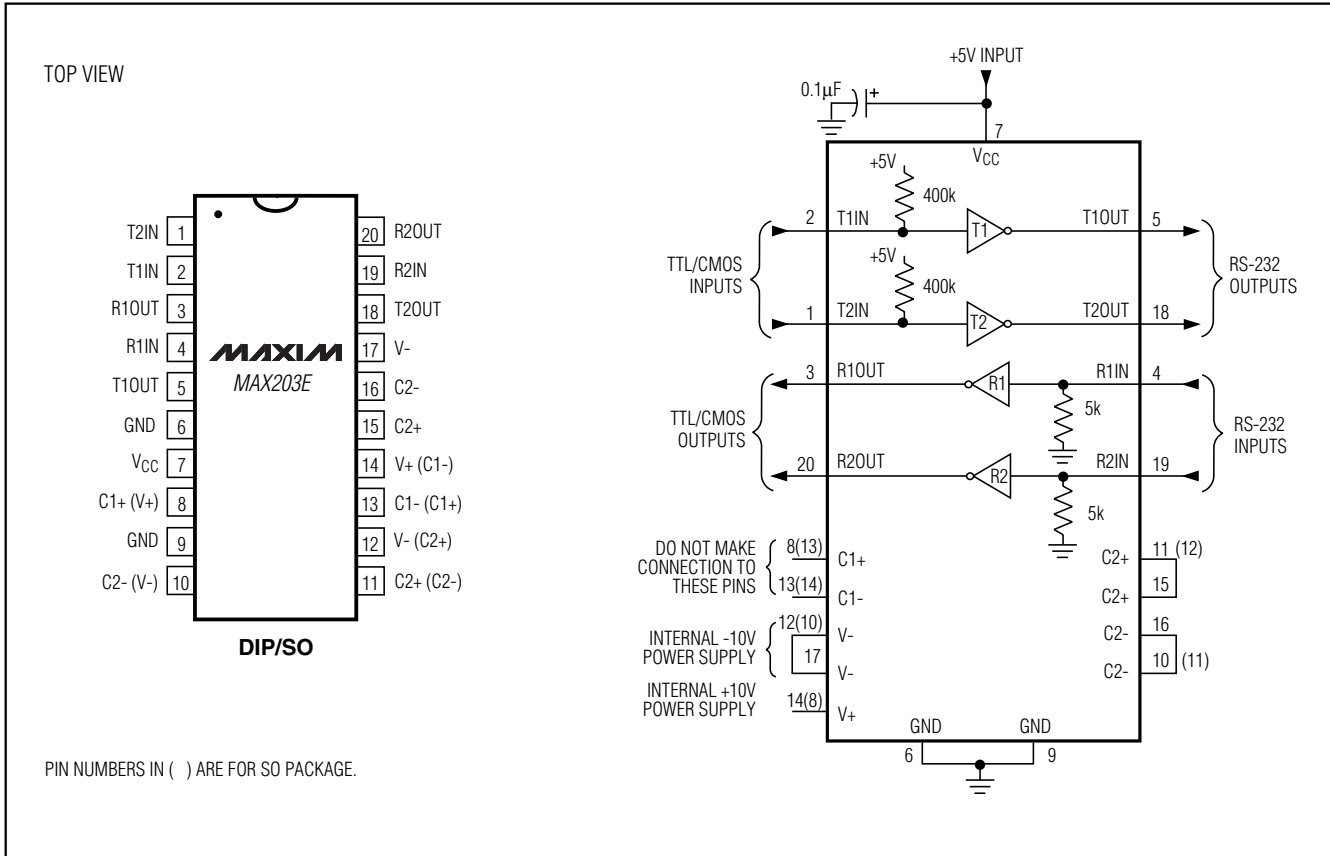 TOP VIEW
T2IN 1
T1IN 2
R1OUT 3
R1IN 4
T1OUT 5
GND 6
VCC 7
C1+ (V+) 8
GND 9
C2- (V-) 10
20 R2OUT
19 R2IN
18 T2OUT
17 V-
16 C2-
15 C2+
14 V+ (C1-)
13 C1- (C1+)
12 V- (C2+)
11 C2+ (C2-)
MAXIM
MAX203E
DIP/SO
PIN NUMBERS IN ( ) ARE FOR SO PACKAGE.
+5V INPUT
0.1µF
+
7
VCC
+5V
400k
2 T1IN T1 T1OUT 5
TTL/CMOS
INPUTS
+5V
400k
RS-232
OUTPUTS
1 T2IN T2 T2OUT 18
3 R1OUT R1 R1IN 4
5k
TTL/CMOS
OUTPUTS
RS-232
INPUTS
20 R2OUT R2 R2IN 19
5k
DO NOT MAKE
CONNECTION TO
THESE PINS
8(13) C1+
13(14) C1-
C2+ 11 (12)
C2+ 15
INTERNAL -10V
POWER SUPPLY
12(10) V-
17 V-
C2- 16
C2- 10 (11)
INTERNAL +10V
POWER SUPPLY
14(8) V+
GND GND
6 9